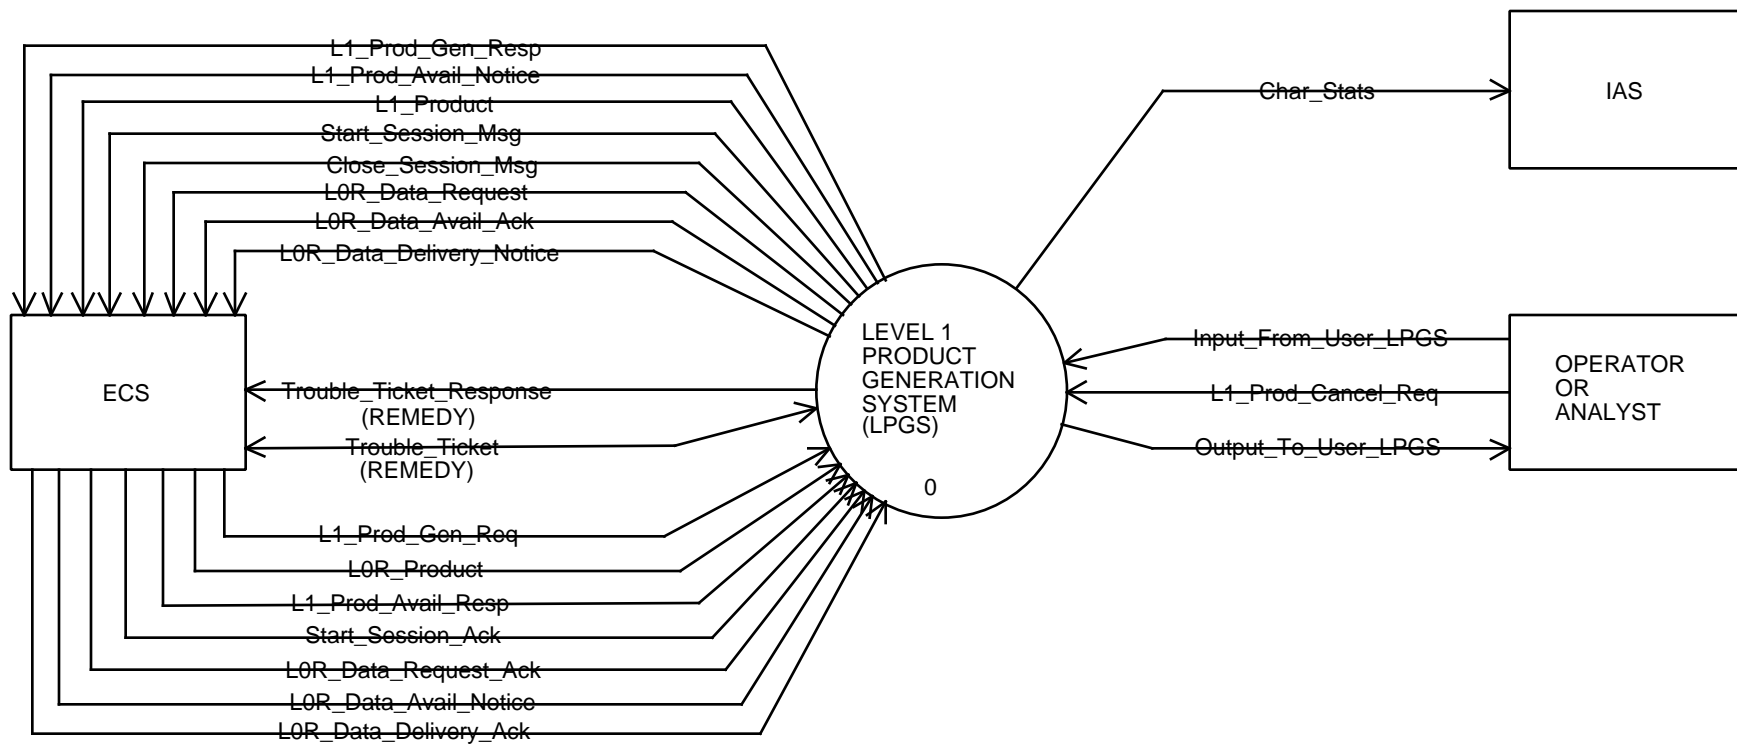 L1_Prod_Gen_Resp
L1_Prod_Avail_Notice
L1_Product
Start_Session_Msg
Close_Session_Msg
L0R_Data_Request
L0R_Data_Avail_Ack
L0R_Data_Delivery_Notice
Char_Stats
IAS
ECS
Trouble_Ticket_Response
(REMEDY)
Trouble_Ticket
(REMEDY)
LEVEL 1
PRODUCT
GENERATION
SYSTEM
(LPGS)
0
Input_From_User_LPGS
L1_Prod_Cancel_Req
Output_To_User_LPGS
OPERATOR
OR
ANALYST
L1_Prod_Gen_Req
L0R_Product
L1_Prod_Avail_Resp
Start_Session_Ack
L0R_Data_Request_Ack
L0R_Data_Avail_Notice
L0R_Data_Delivery_Ack